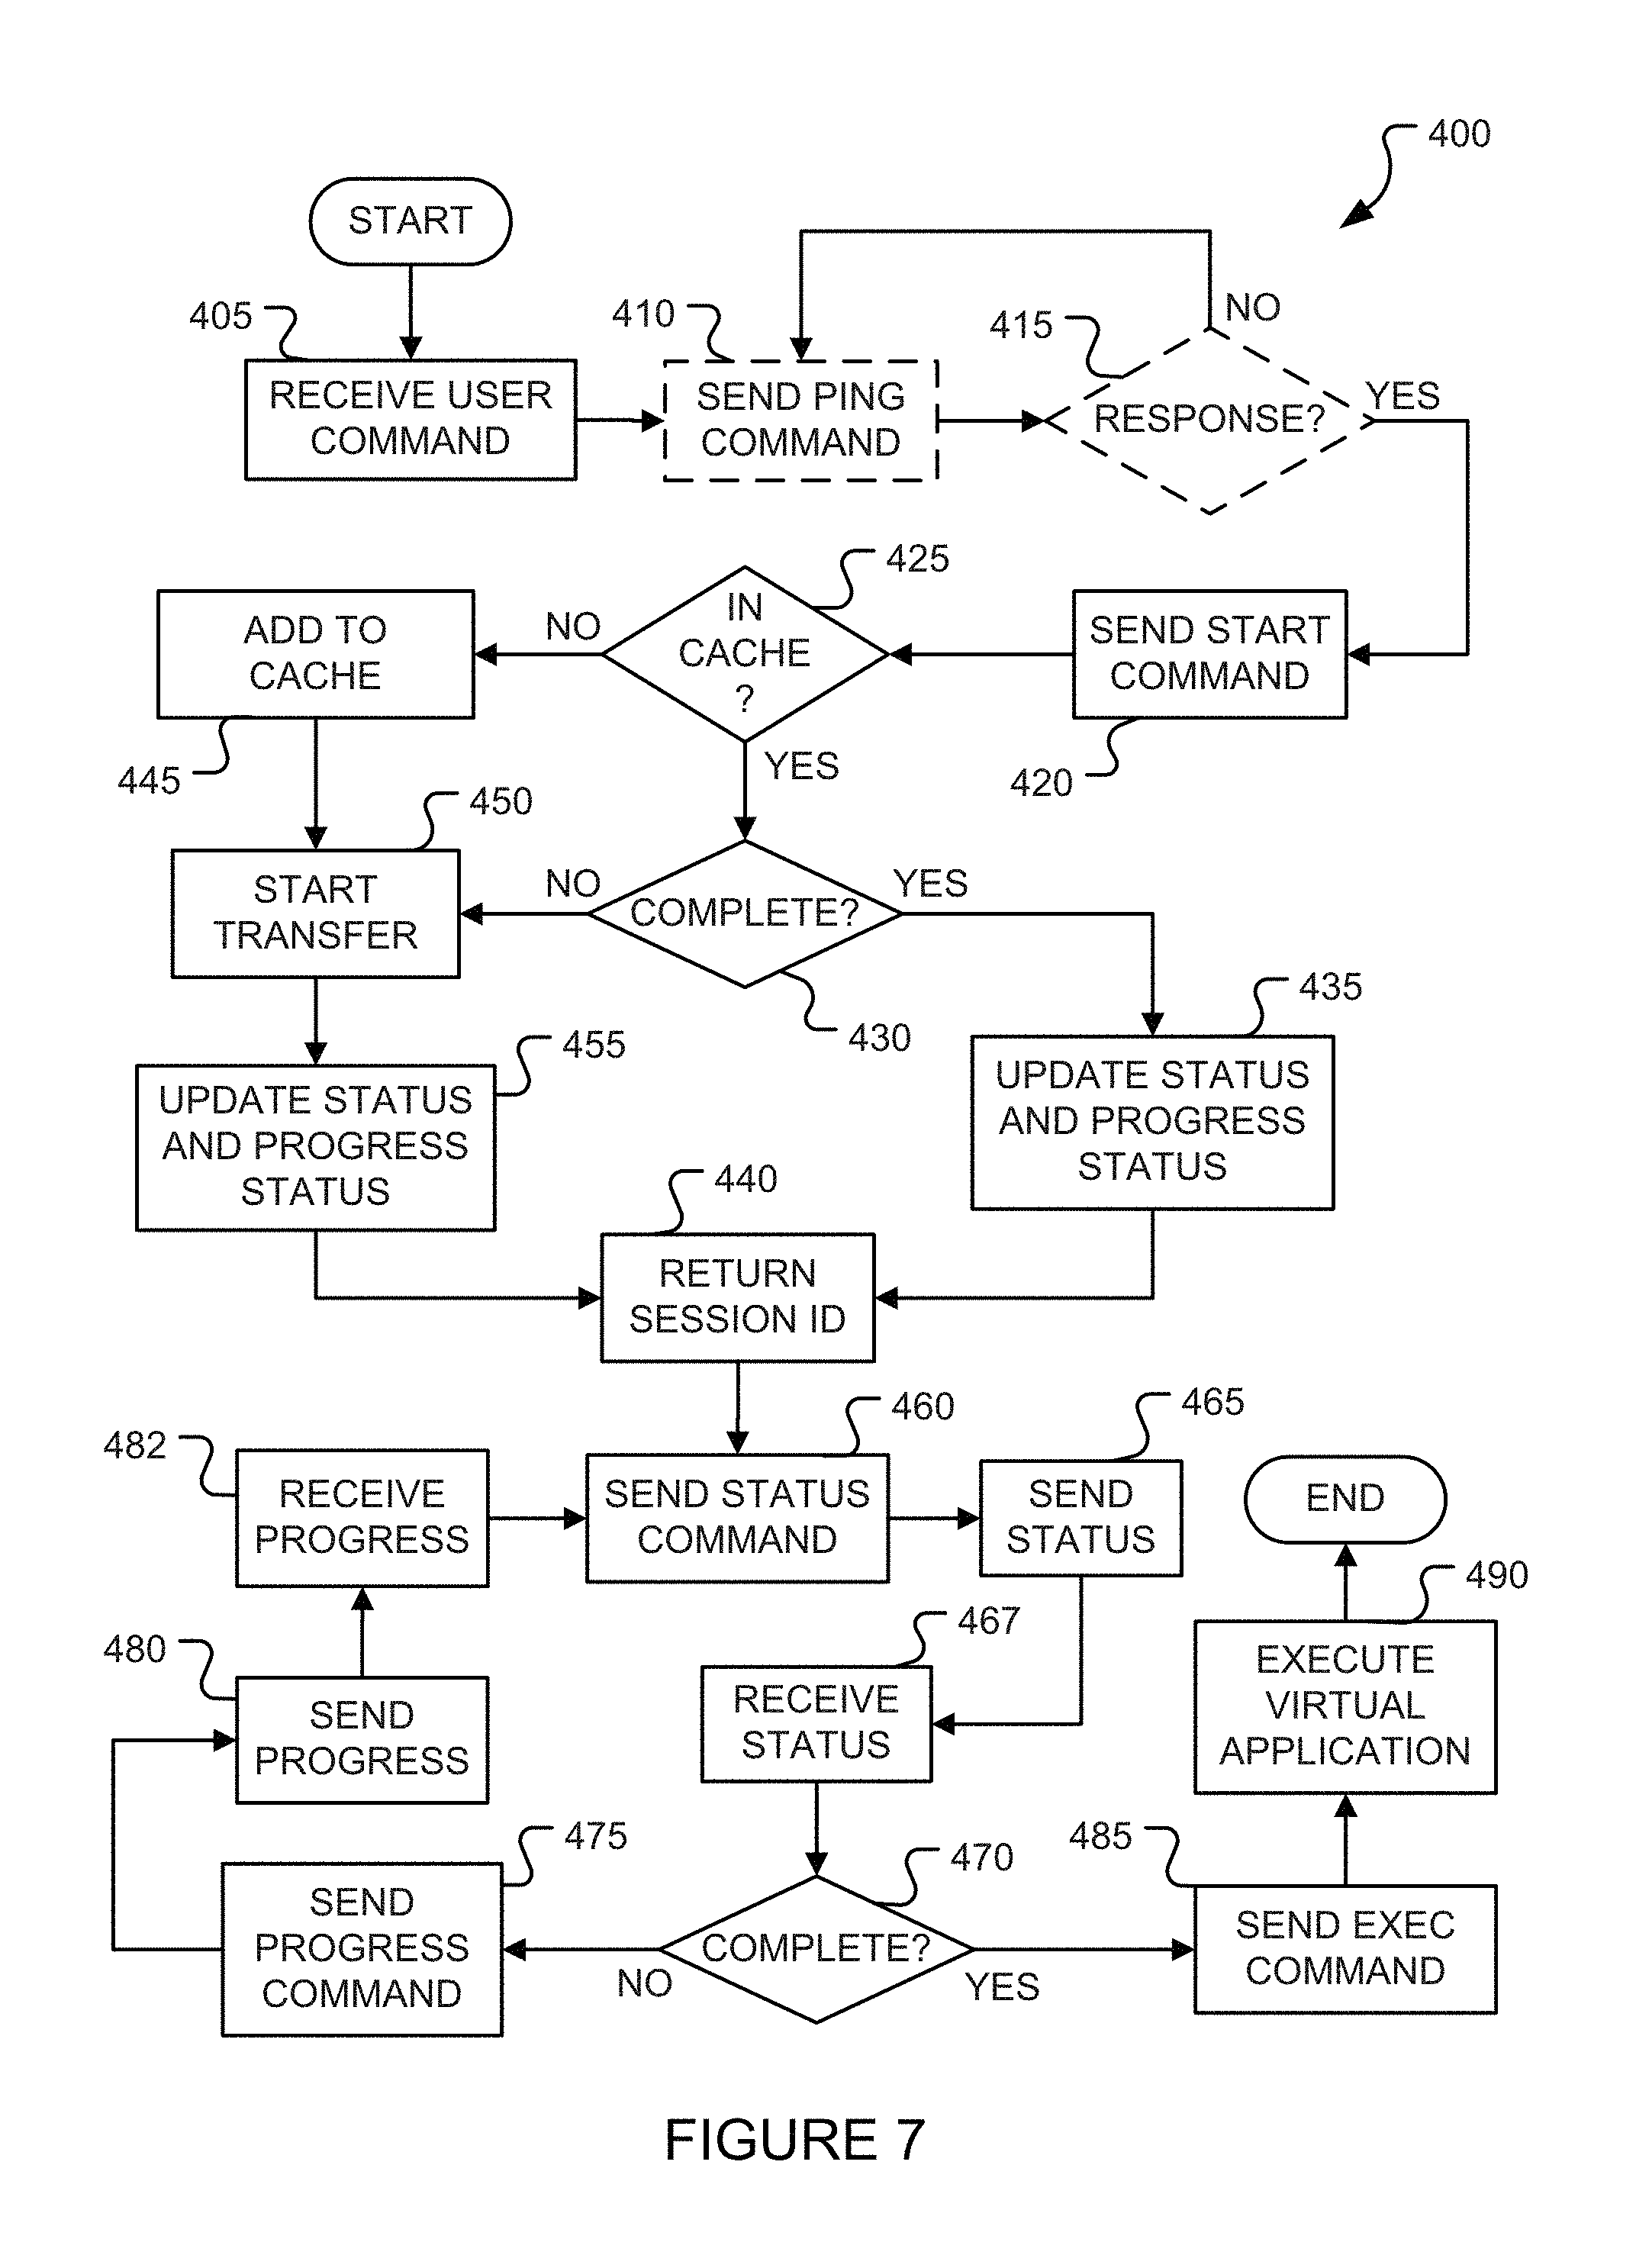 400
START
405
RECEIVE USER
COMMAND
410
SEND PING
COMMAND
415
RESPONSE?
NO
YES
425
IN
CACHE
?
NO
YES
SEND START
COMMAND
420
ADD TO
CACHE
445
450
START
TRANSFER
NO
COMPLETE?
YES
430
435
UPDATE STATUS
AND PROGRESS
STATUS
455
UPDATE STATUS
AND PROGRESS
STATUS
440
RETURN
SESSION ID
460
SEND STATUS
COMMAND
465
SEND
STATUS
482
RECEIVE
PROGRESS
END
490
EXECUTE
VIRTUAL
APPLICATION
467
RECEIVE
STATUS
480
SEND
PROGRESS
475
SEND
PROGRESS
COMMAND
470
COMPLETE?
NO
YES
485
SEND EXEC
COMMAND
FIGURE 7